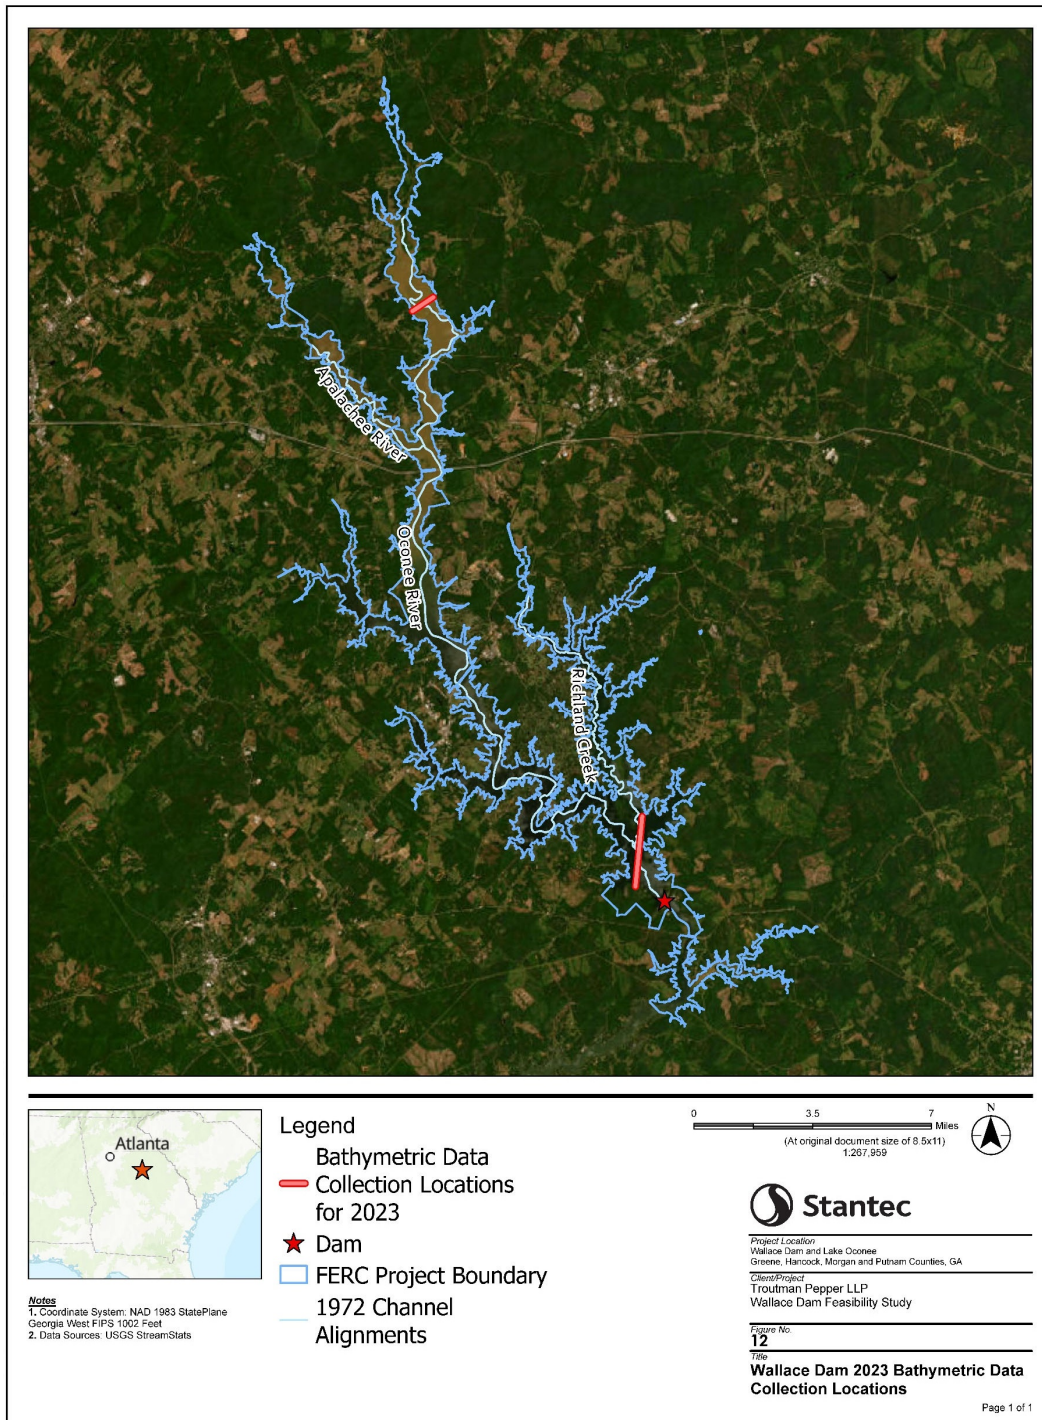 Apalachee River
Oconee River
Richland Creek
Atlanta
Legend
Bathymetric Data
Collection Locations
for 2023
Dam
FERC Project Boundary
1972 Channel
Alignments
Notes
1. Coordinate System: NAD 1983 StatePlane
Georgia West FIPS 1002 Feet
2. Data Sources: USGS StreamStats
0 3.5 7
Miles
(At original document size of 8.5x11)
1:267,959
N
Stantec
Project Location
Wallace Dam and Lake Oconee
Greene, Hancock, Morgan and Putnam Counties, GA
Client/Project
Troutman Pepper LLP
Wallace Dam Feasibility Study
Figure No.
12
Title
Wallace Dam 2023 Bathymetric Data
Collection Locations
Page 1 of 1